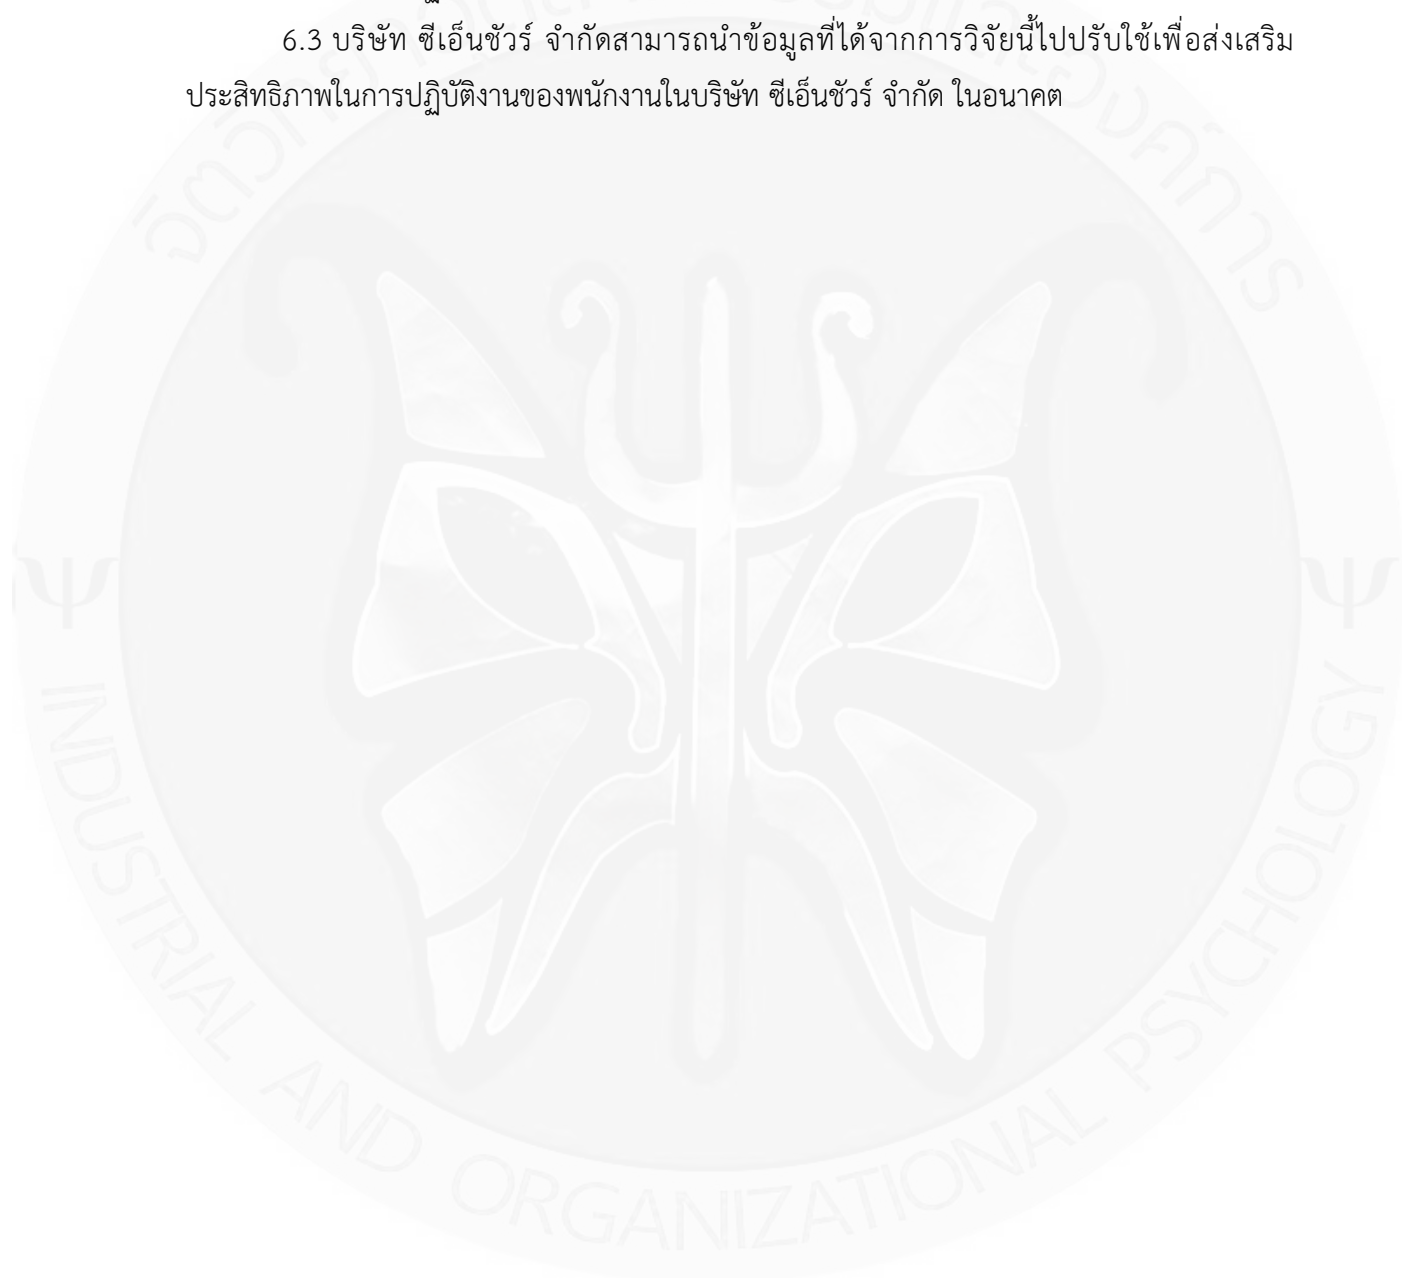 6.3 บริษัท ซีเอ็นชัวร์ จำกัดสามารถนำข้อมูลที่ได้จากการวิจัยนี้ไปปรับใช้เพื่อส่งเสริม
ประสิทธิภาพในการปฏิบัติงานของพนักงานในบริษัท ซีเอ็นชัวร์ จำกัด ในอนาคต
Ψ Ψ
INDUSTRIAL AND ORGANIZATIONAL PSYCHOLOGY